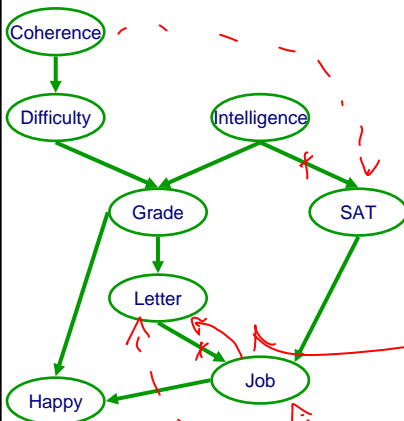 Coherence
Difficulty
Intelligence
Grade
SAT
Letter
Job
Happy